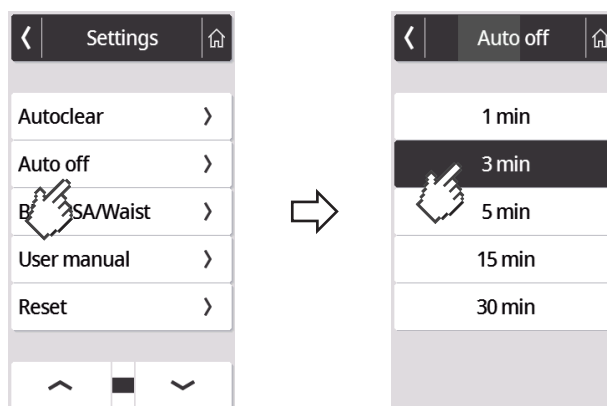 Settings
Autoclear
Auto off
SA/Waist
User manual
Reset
Auto off
1 min
3 min
5 min
15 min
30 min